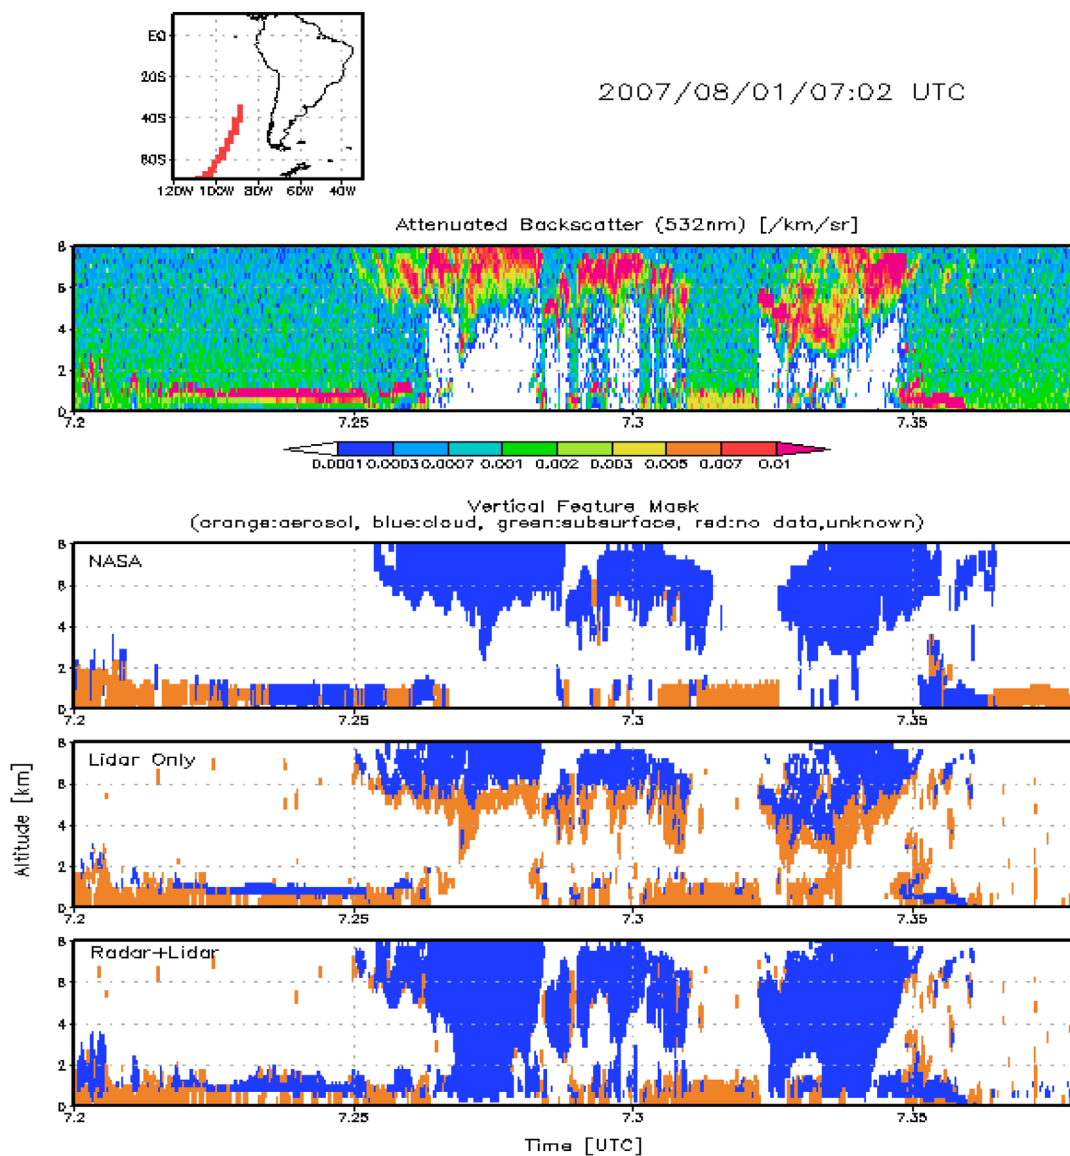 2007/08/01/07:02 UTC
EQ
20S
40S
60S
120W 100W 80W 60W 40W
Attenuated Backscatter (532nm) [/km/sr]
8
6
4
2
0
7.2 7.25 7.3 7.35
0.0001 0.0003 0.0007 0.001 0.002 0.003 0.005 0.007 0.01
Vertical Feature Mask
(orange:aerosol, blue:cloud, green:subsurface, red:no data,unknown)
NASA
8
6
4
2
0
7.2 7.25 7.3 7.35
Lidar Only
8
6
4
2
0
7.2 7.25 7.3 7.35
Altitude [km]
Radar+Lidar
8
6
4
2
0
7.2 7.25 7.3 7.35
Time [UTC]